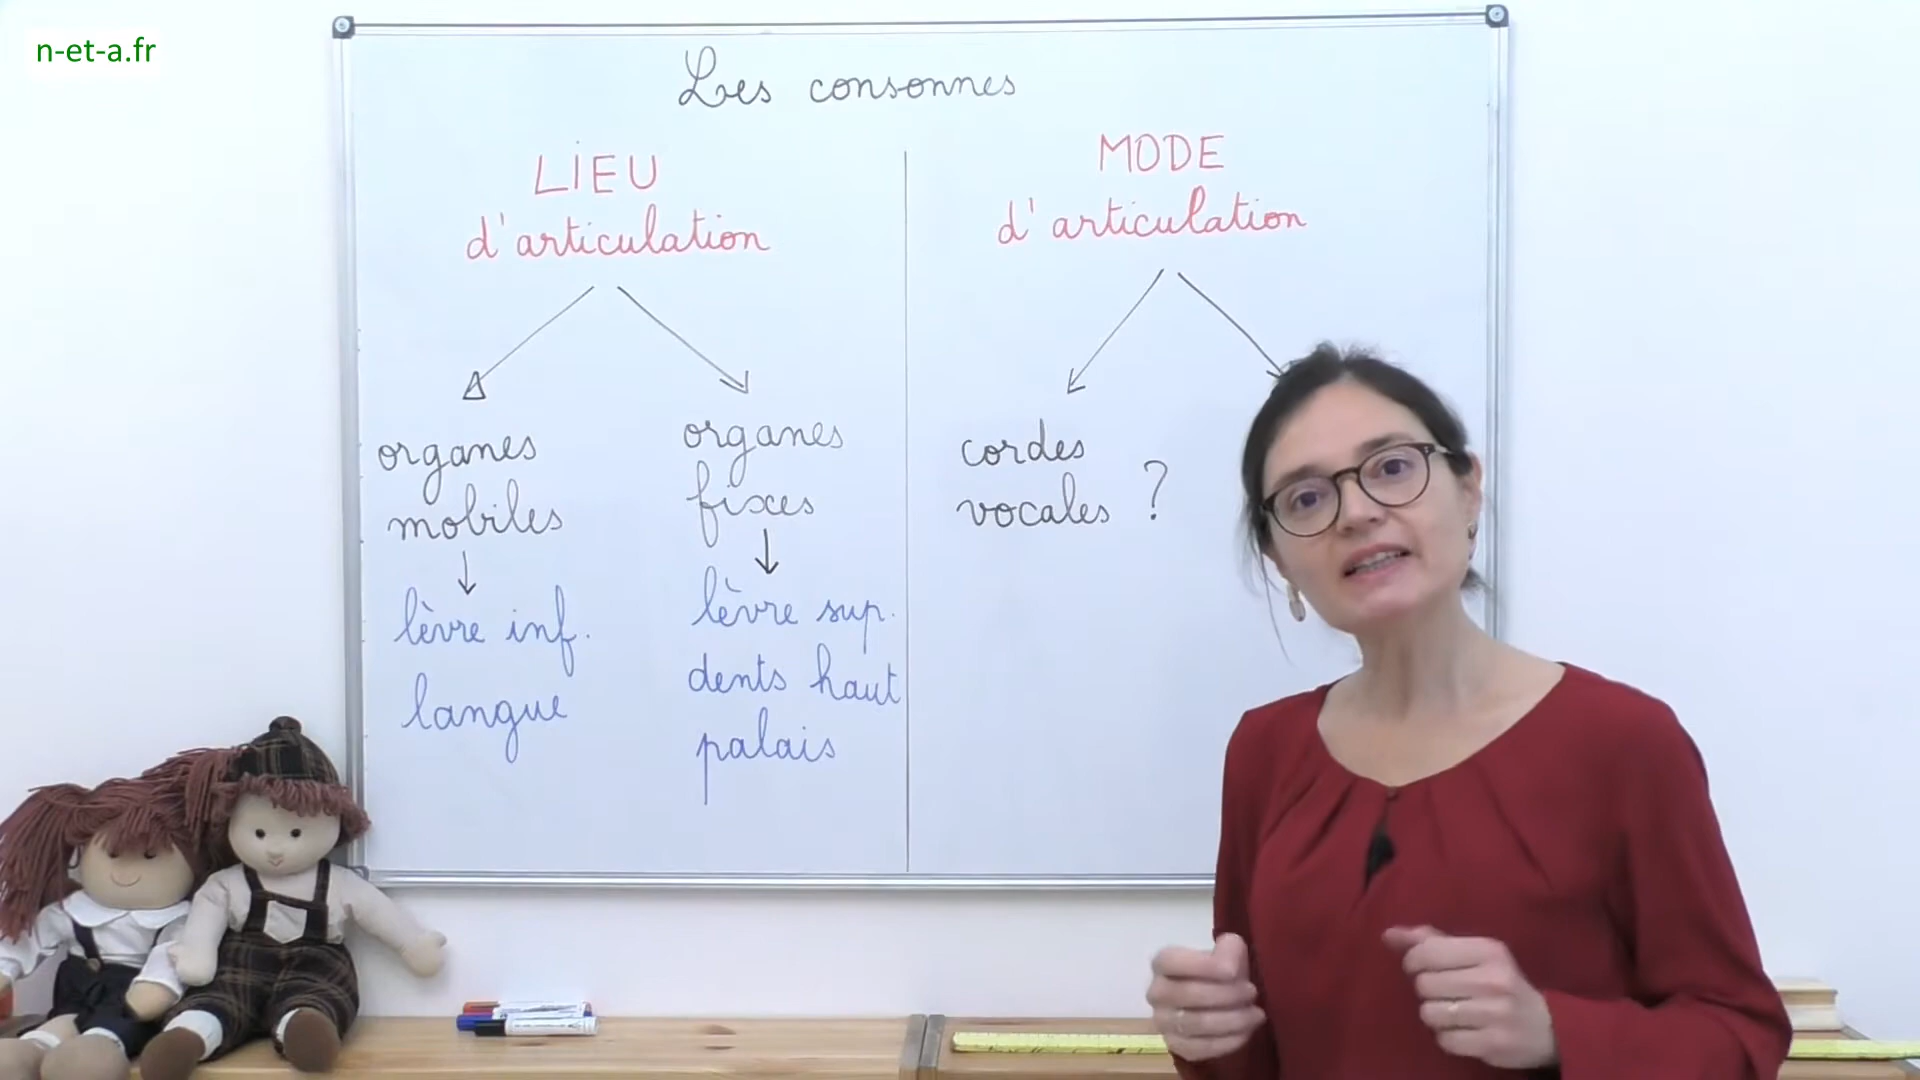 n-et-a.fr
Les consonnes
LIEU
d'articulation
organes
mobiles
lèvre inf.
langue
organes
fixes
lèvre sup.
dents haut
palais
MODE
d'articulation
cordes
vocales ?